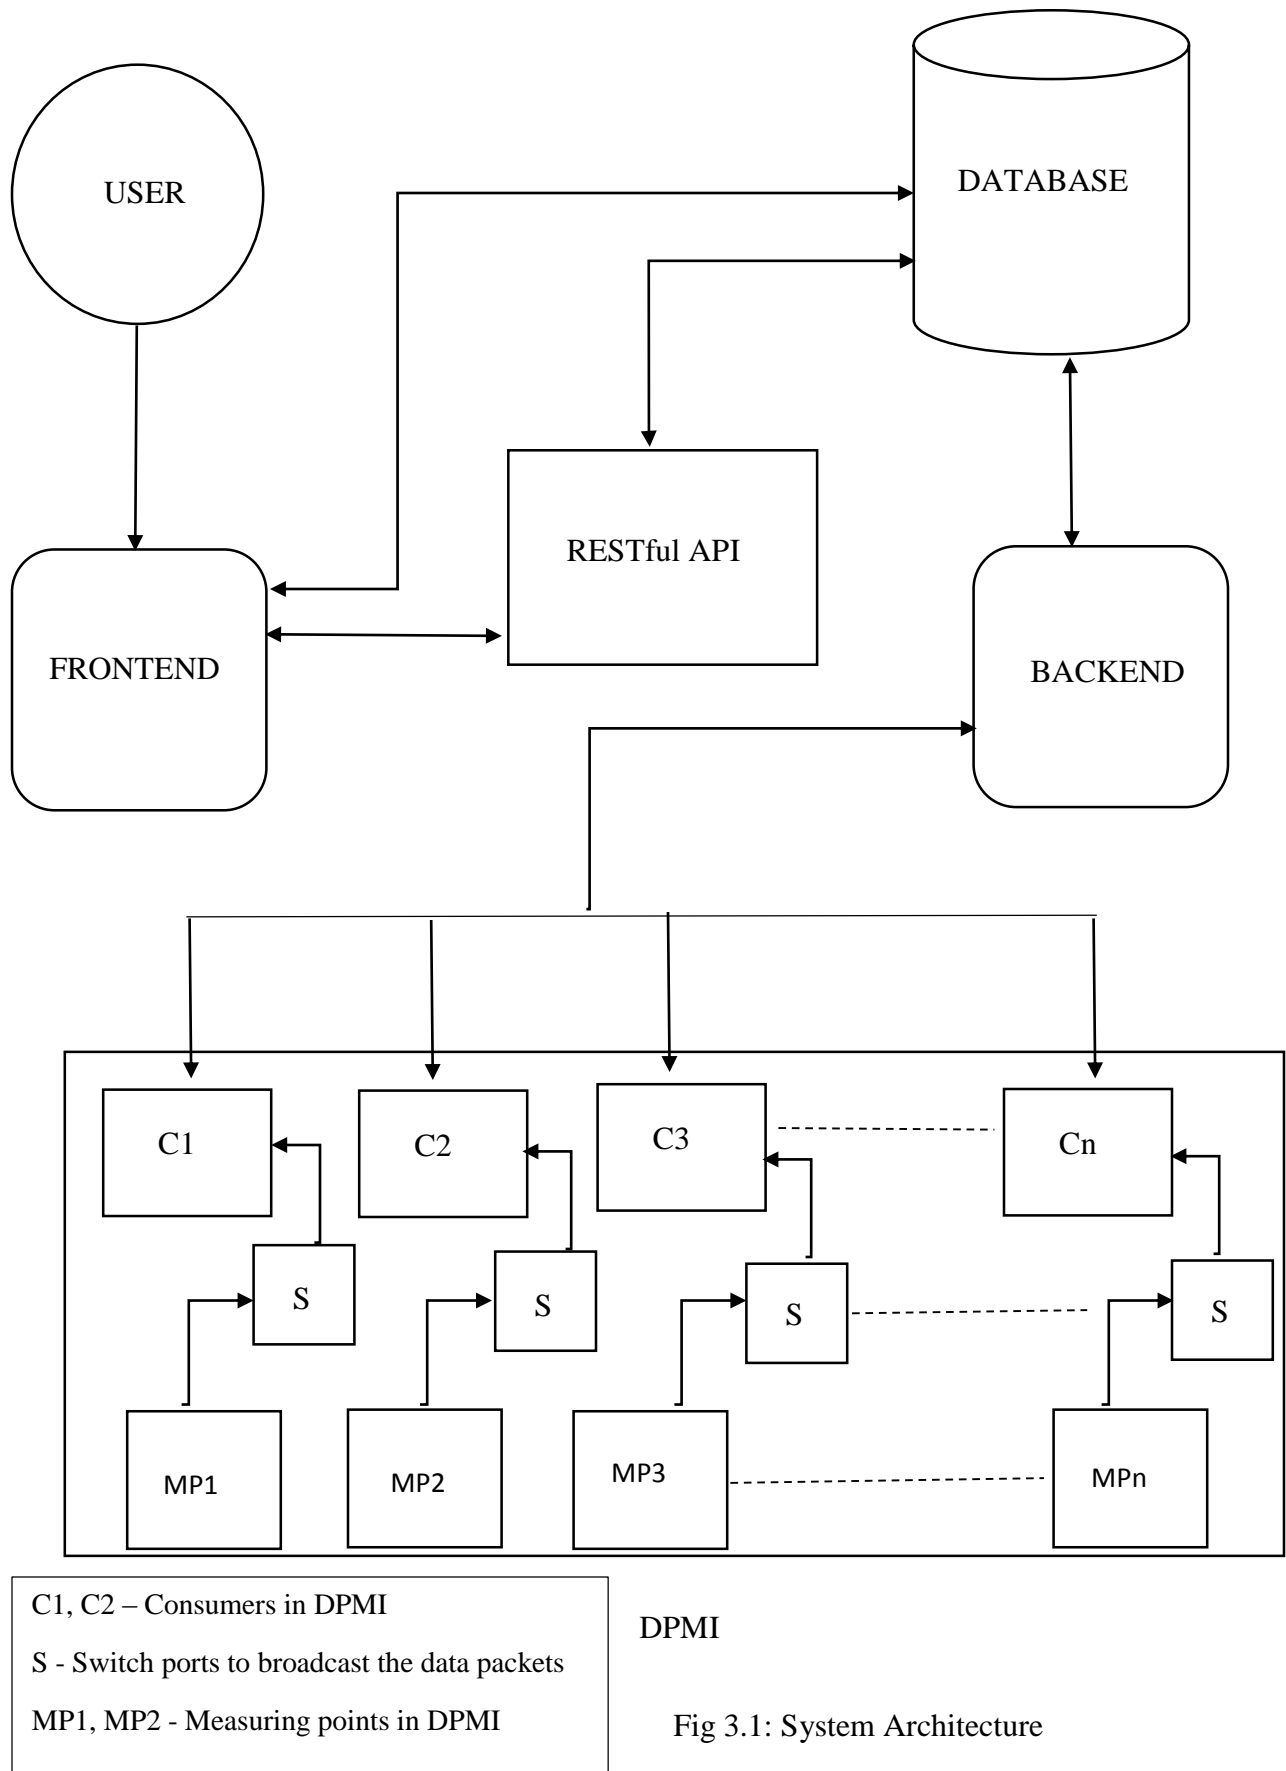 USER
DATABASE
RESTful API
FRONTEND
BACKEND
C1
C2
C3
Cn
S
S
S
S
MP1
MP2
MP3
MPn
C1, C2 – Consumers in DPMI
S - Switch ports to broadcast the data packets
MP1, MP2 - Measuring points in DPMI
DPMI
Fig 3.1: System Architecture